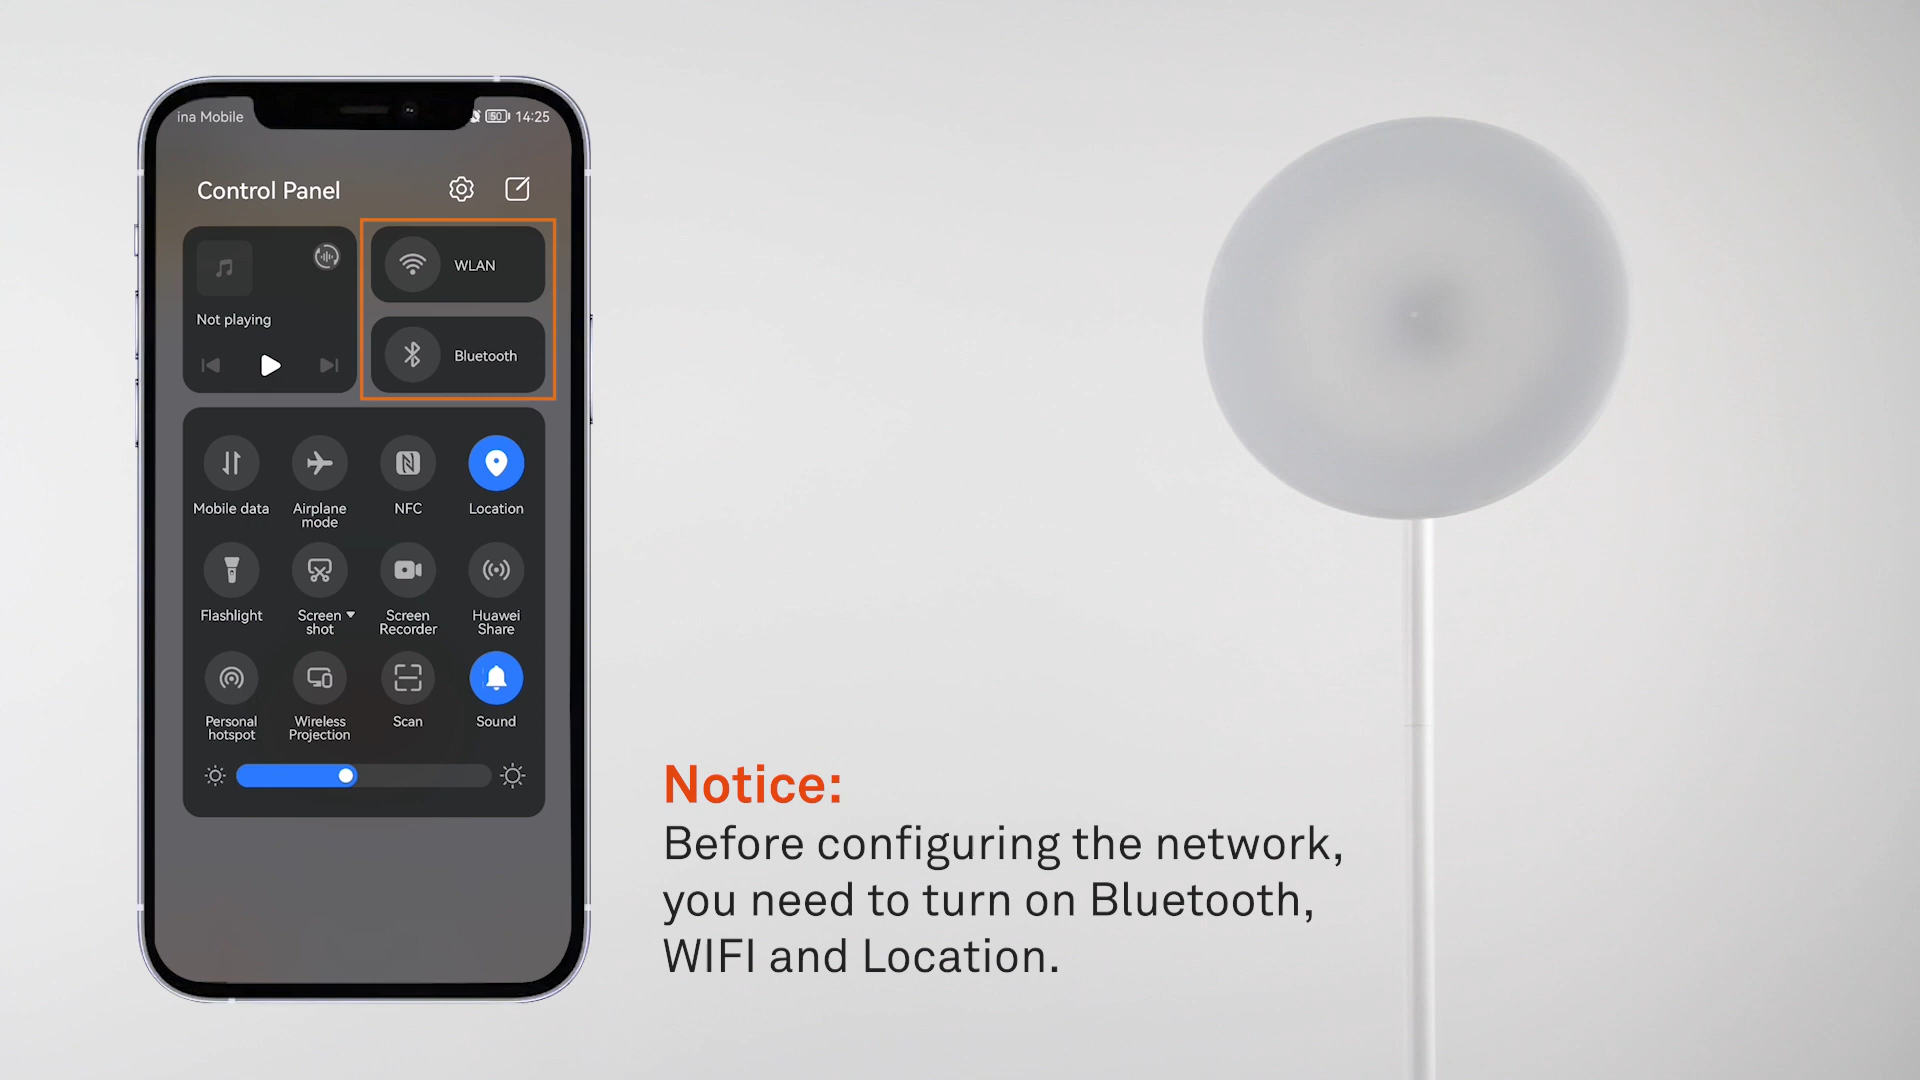 ina Mobile
50 14:25
Control Panel
WLAN
Not playing
Bluetooth
Mobile data
Airplane
mode
NFC
Location
Flashlight
Screen
shot
Screen
Recorder
Huawei
Share
Personal
hotspot
Wireless
Projection
Scan
Sound
Notice:
Before configuring the network,
you need to turn on Bluetooth,
WIFI and Location.